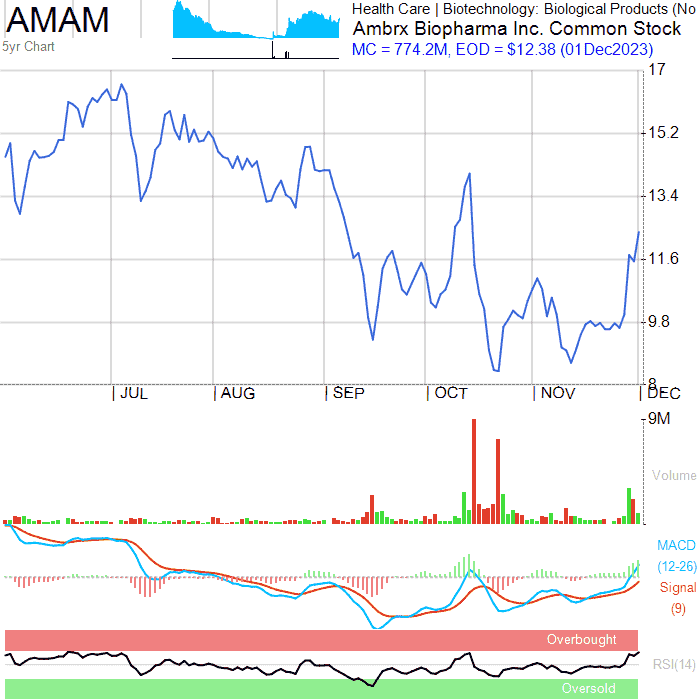 AMAM
Health Care | Biotechnology: Biological Products (No
Ambrx Biopharma Inc. Common Stock
MC = 774.2M, EOD = $12.38 (01Dec2023)
5yr Chart
17
15.2
13.4
11.6
9.8
8
JUL AUG SEP OCT NOV DEC
9M
Volume
MACD
(12-26)
Signal
(9)
Overbought
RSI(14)
Oversold